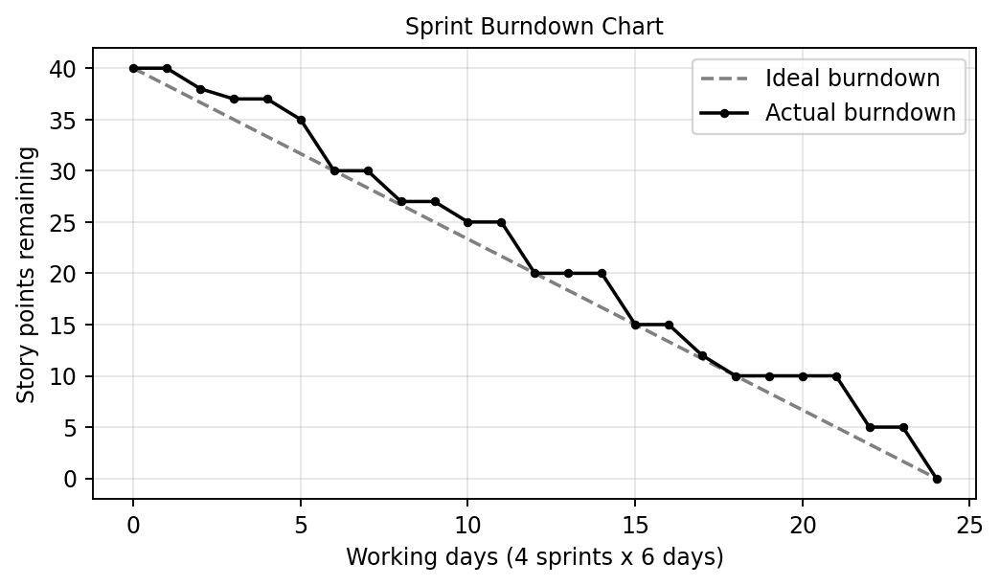 Sprint Burndown Chart
Ideal burndown
Actual burndown
Story points remaining
40
35
30
25
20
15
10
5
0
0 5 10 15 20 25
Working days (4 sprints x 6 days)